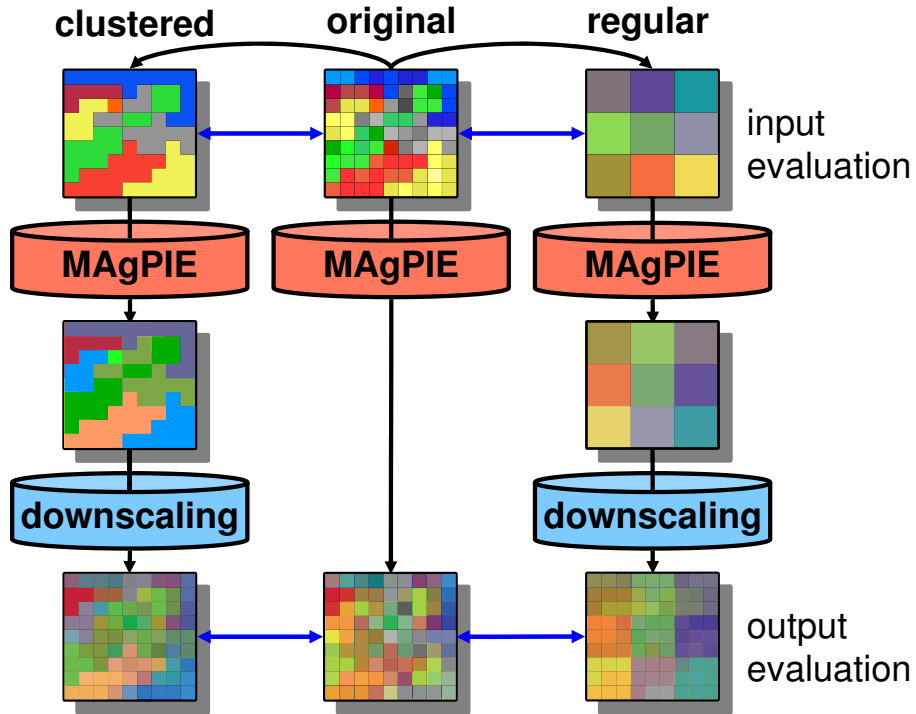 clustered original regular
input
evaluation
MAgPIE MAgPIE MAgPIE
downscaling downscaling
output
evaluation